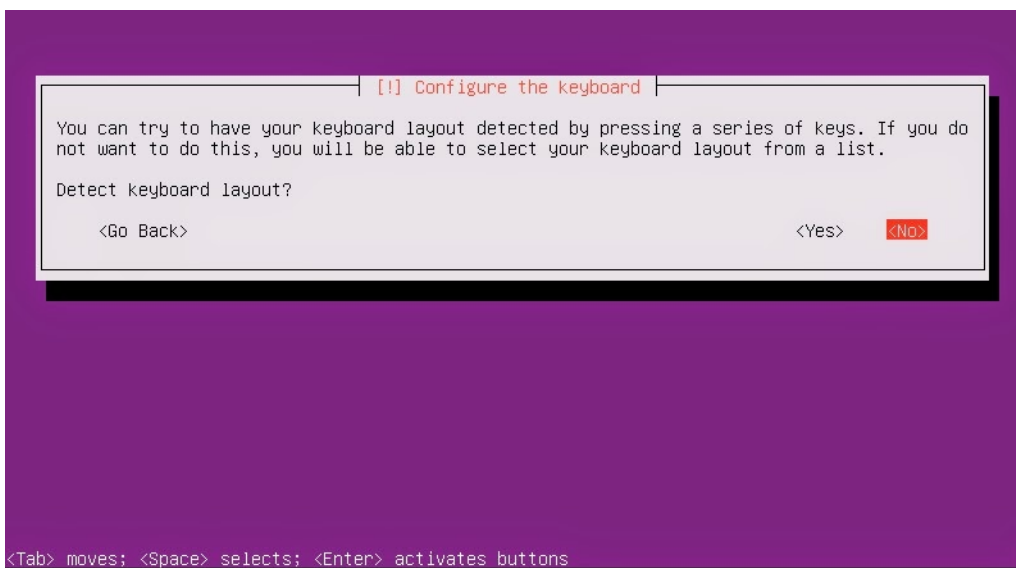 [!] Configure the keyboard
You can try to have your keyboard layout detected by pressing a series of keys. If you do
not want to do this, you will be able to select your keyboard layout from a list.
Detect keyboard layout?
<Go Back> <Yes> <No>
<Tab> moves; <Space> selects; <Enter> activates buttons